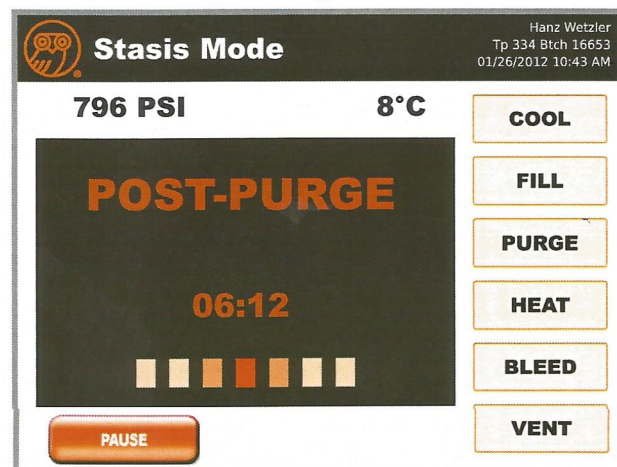 Stasis Mode
Hanz Wetzler
Tp 334 Btch 16653
01/26/2012 10:43 AM
796 PSI
8°C
POST-PURGE
06:12
PAUSE
COOL
FILL
PURGE
HEAT
BLEED
VENT